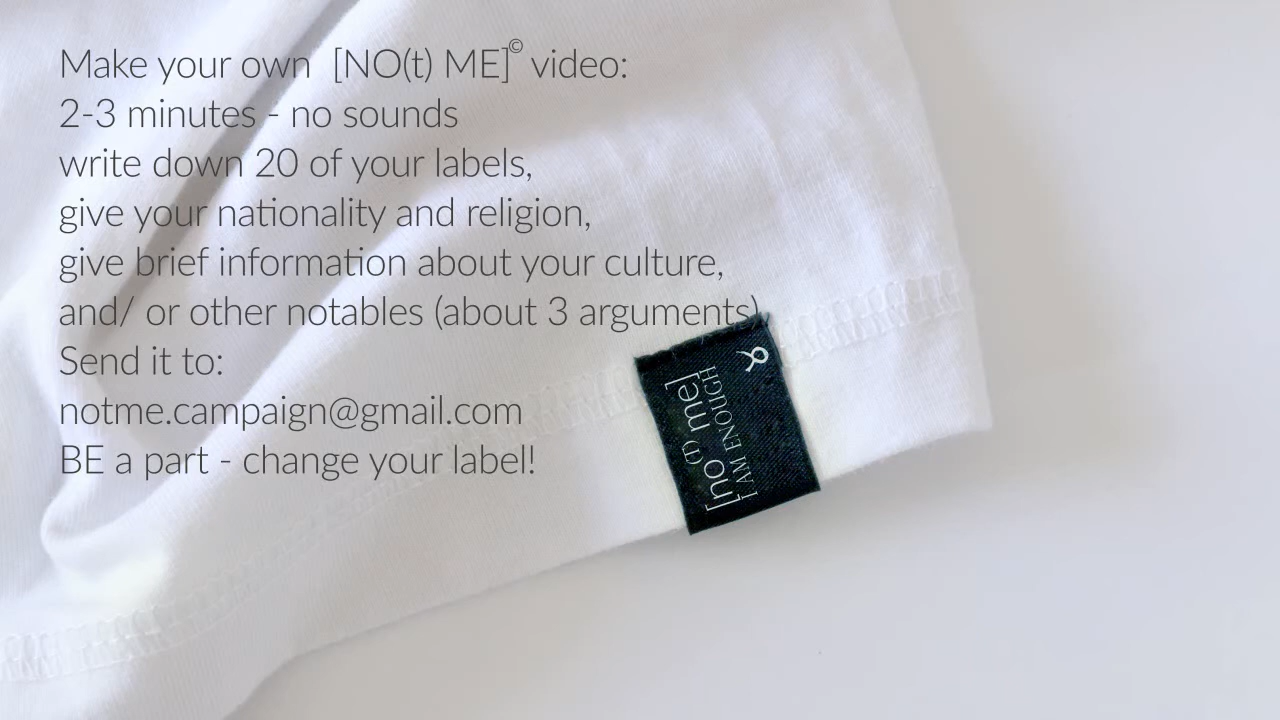 Make your own [NO(t) ME]© video:
2-3 minutes - no sounds
write down 20 of your labels,
give your nationality and religion,
give brief information about your culture,
and/ or other notables (about 3 arguments)
Send it to:
notme.campaign@gmail.com
BE a part - change your label!
[no (T) me]
I AM ENOUGH